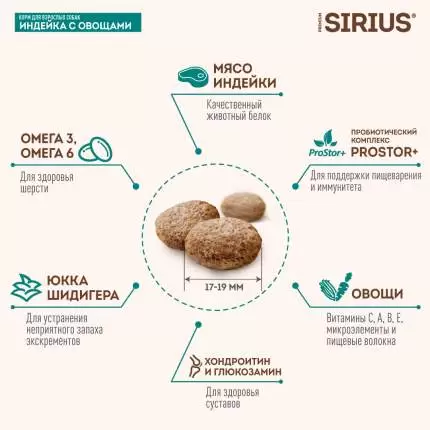 КОРМ ДЛЯ ВЗРОСЛЫХ СОБАК
ИНДЕЙКА С ОВОЩАМИ
PREMIUM
SIRIUS®
МЯСО
ИНДЕЙКИ
Качественный
животный белок
ОМЕГА 3,
ОМЕГА 6
Для здоровья
шерсти
ProStor+
ПРОБИОТИЧЕСКИЙ
КОМПЛЕКС
PROSTOR+
Для поддержки пищеварения
и иммунитета
17-19 ММ
ЮККА
ШИДИГЕРА
Для устранения
неприятного запаха
экскрементов
ОВОЩИ
Витамины С, А, В, Е,
микроэлементы и
пищевые волокна
ХОНДРОИТИН
И ГЛЮКОЗАМИН
Для здоровья
суставов